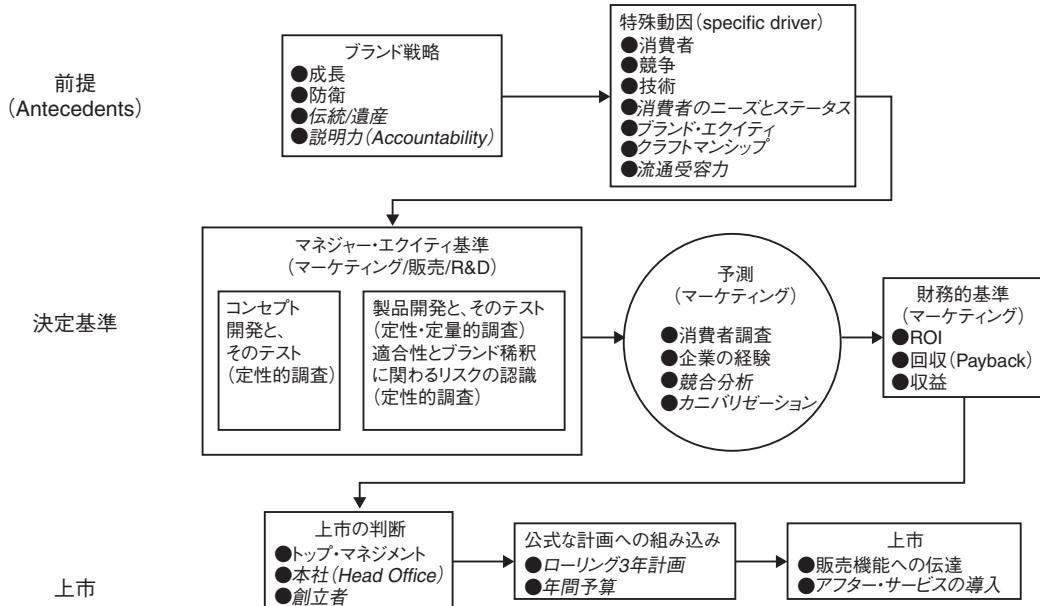 前提
(Antecedents)
ブランド戦略
●成長
●防衛
●伝統/遺産
●説明力(Accountability)
特殊動因(specific driver)
●消費者
●競争
●技術
●消費者のニーズとステータス
●ブランド・エクイティ
●クラフトマンシップ
●流通受容力
決定基準
マネジャー・エクイティ基準
(マーケティング/販売/R&D)
コンセプト
開発と、
そのテスト
(定性的調査)
製品開発と、そのテスト
(定性・定量的調査)
適合性とブランド稀釈
に関わるリスクの認識
(定性的調査)
予測
(マーケティング)
●消費者調査
●企業の経験
●競合分析
●カニバリゼーション
財務的基準
(マーケティング)
●ROI
●回収(Payback)
●収益
上市
上市の判断
●トップ・マネジメント
●本社(Head Office)
●創立者
公式な計画への組み込み
●ローリング3年計画
●年間予算
上市
●販売機能への伝達
●アフター・サービスの導入